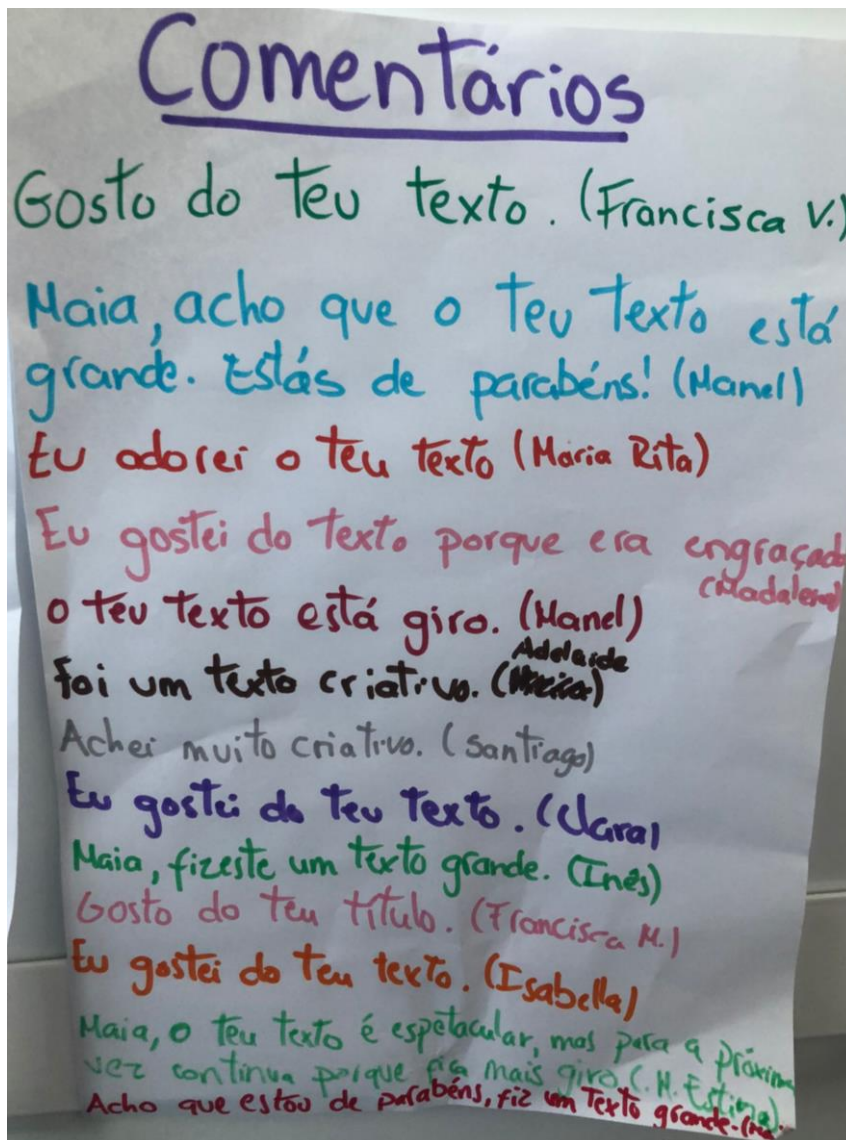 Comentários
Gosto do teu texto. (Francisca V.)
Maia, acho que o teu texto está
grande. Estás de parabéns! (Manel)
Eu adorei o teu texto (Maria Rita)
Eu gostei do texto porque era engraçado
(Madalena)
o teu texto está giro. (Manel)
Adelaide
Foi um texto criativo. ()
Achei muito criativo. (Santiago)
Eu gostei do teu texto. (Clara)
Maia, fizeste um texto grande. (Inês)
Gosto do teu título. (Francisca M.)
Eu gostei do teu texto. (Isabella)
Maia, o teu texto é espetacular, mas para a próxima
vez continua porque fica mais giro (. M. Estima).
Acho que estou de parabéns, fiz um Texto grande.